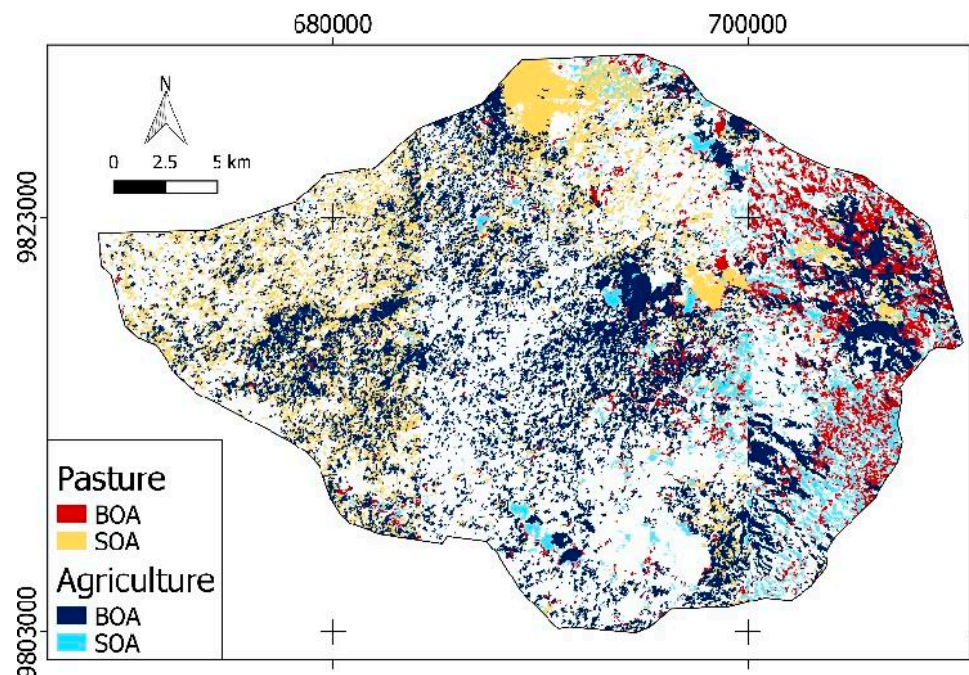 680000 700000
N
0 2.5 5 km
9823000
9803000
Pasture
BOA
SOA
Agriculture
BOA
SOA